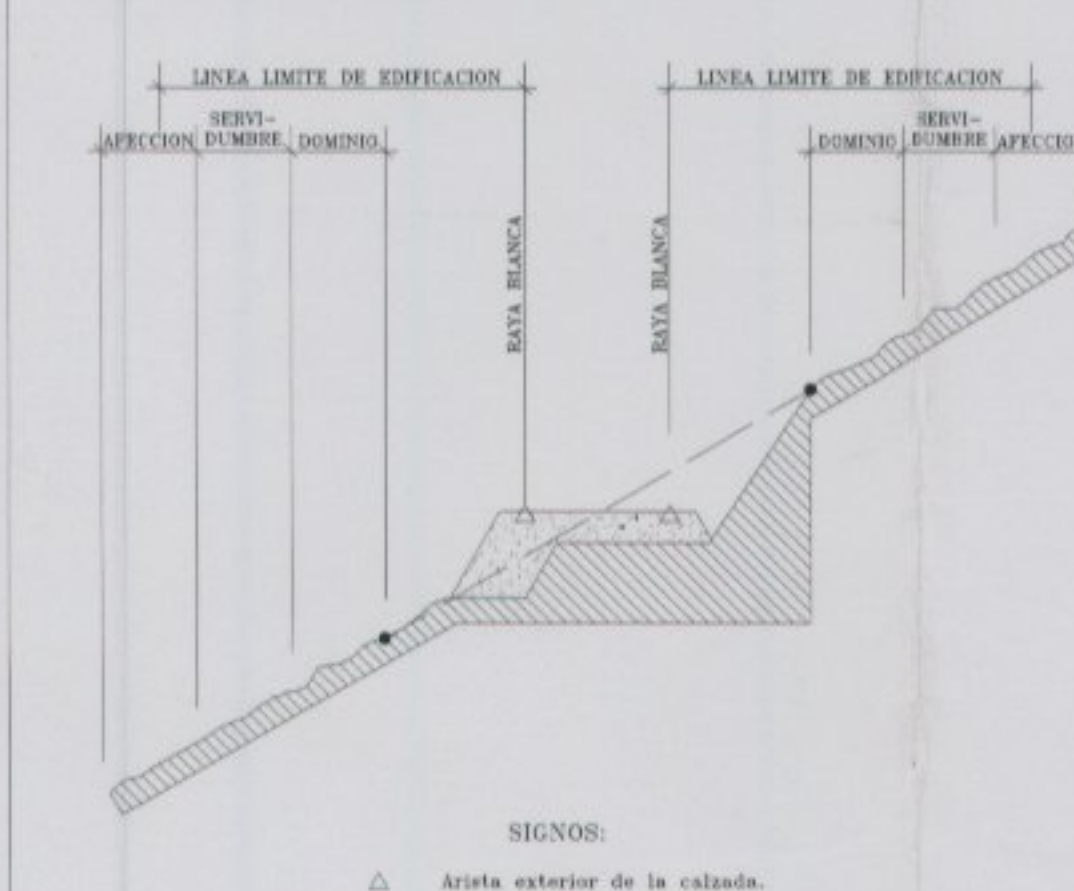 LINEA LIMITE DE EDIFICACION
LINEA LIMITE DE EDIFICACION
AFECCION
SERVI-
DUMBRE
DOMINIO
DOMINIO
SERVI-
DUMBRE
AFECCIO
RAYA BLANCA
RAYA BLANCA
SIGNOS:
Arista exterior de la calzada.